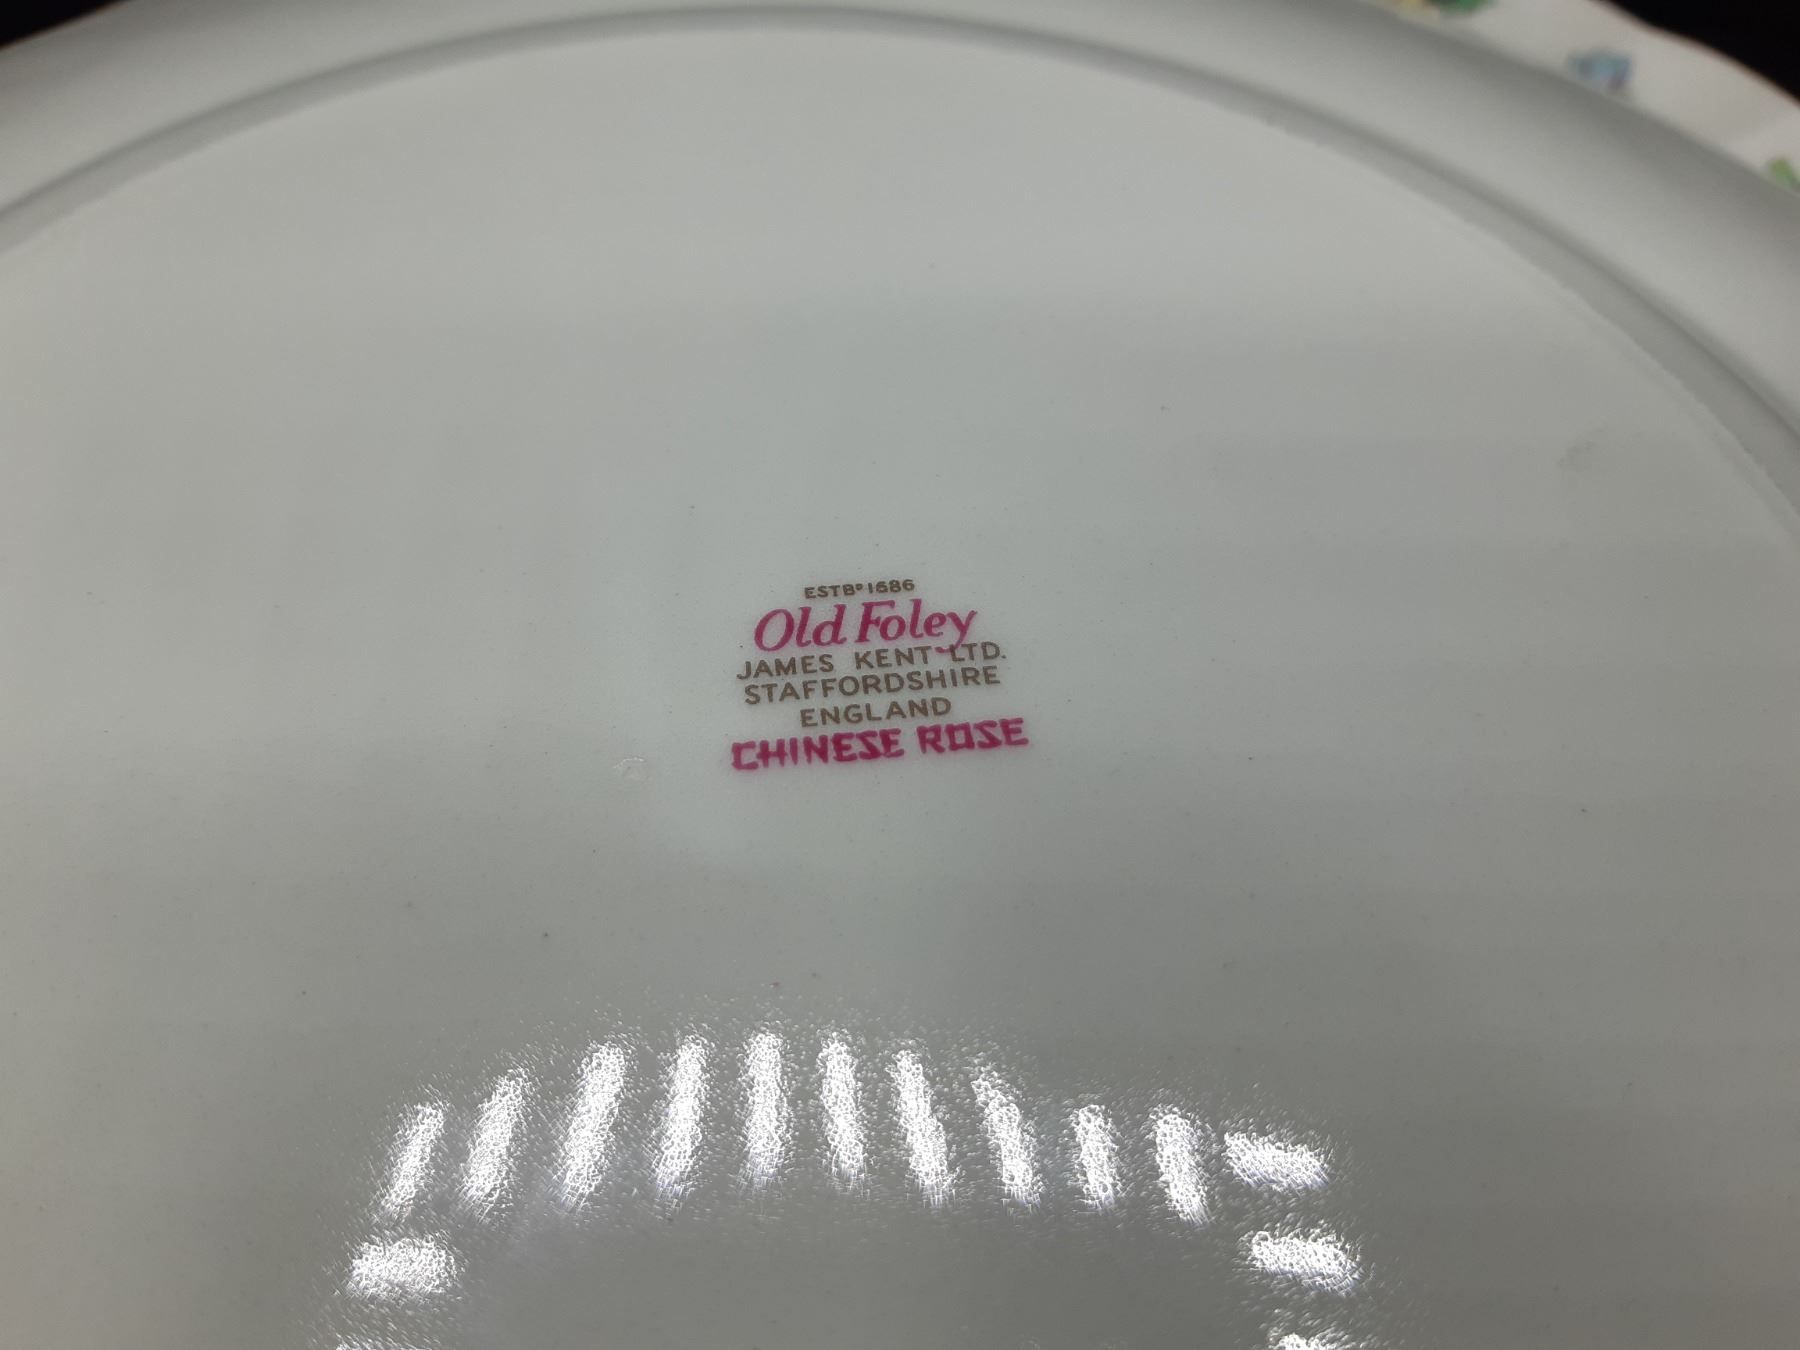 ESTBᴰ 1686
Old Foley
JAMES KENT LTD.
STAFFORDSHIRE
ENGLAND
CHINESE ROSE